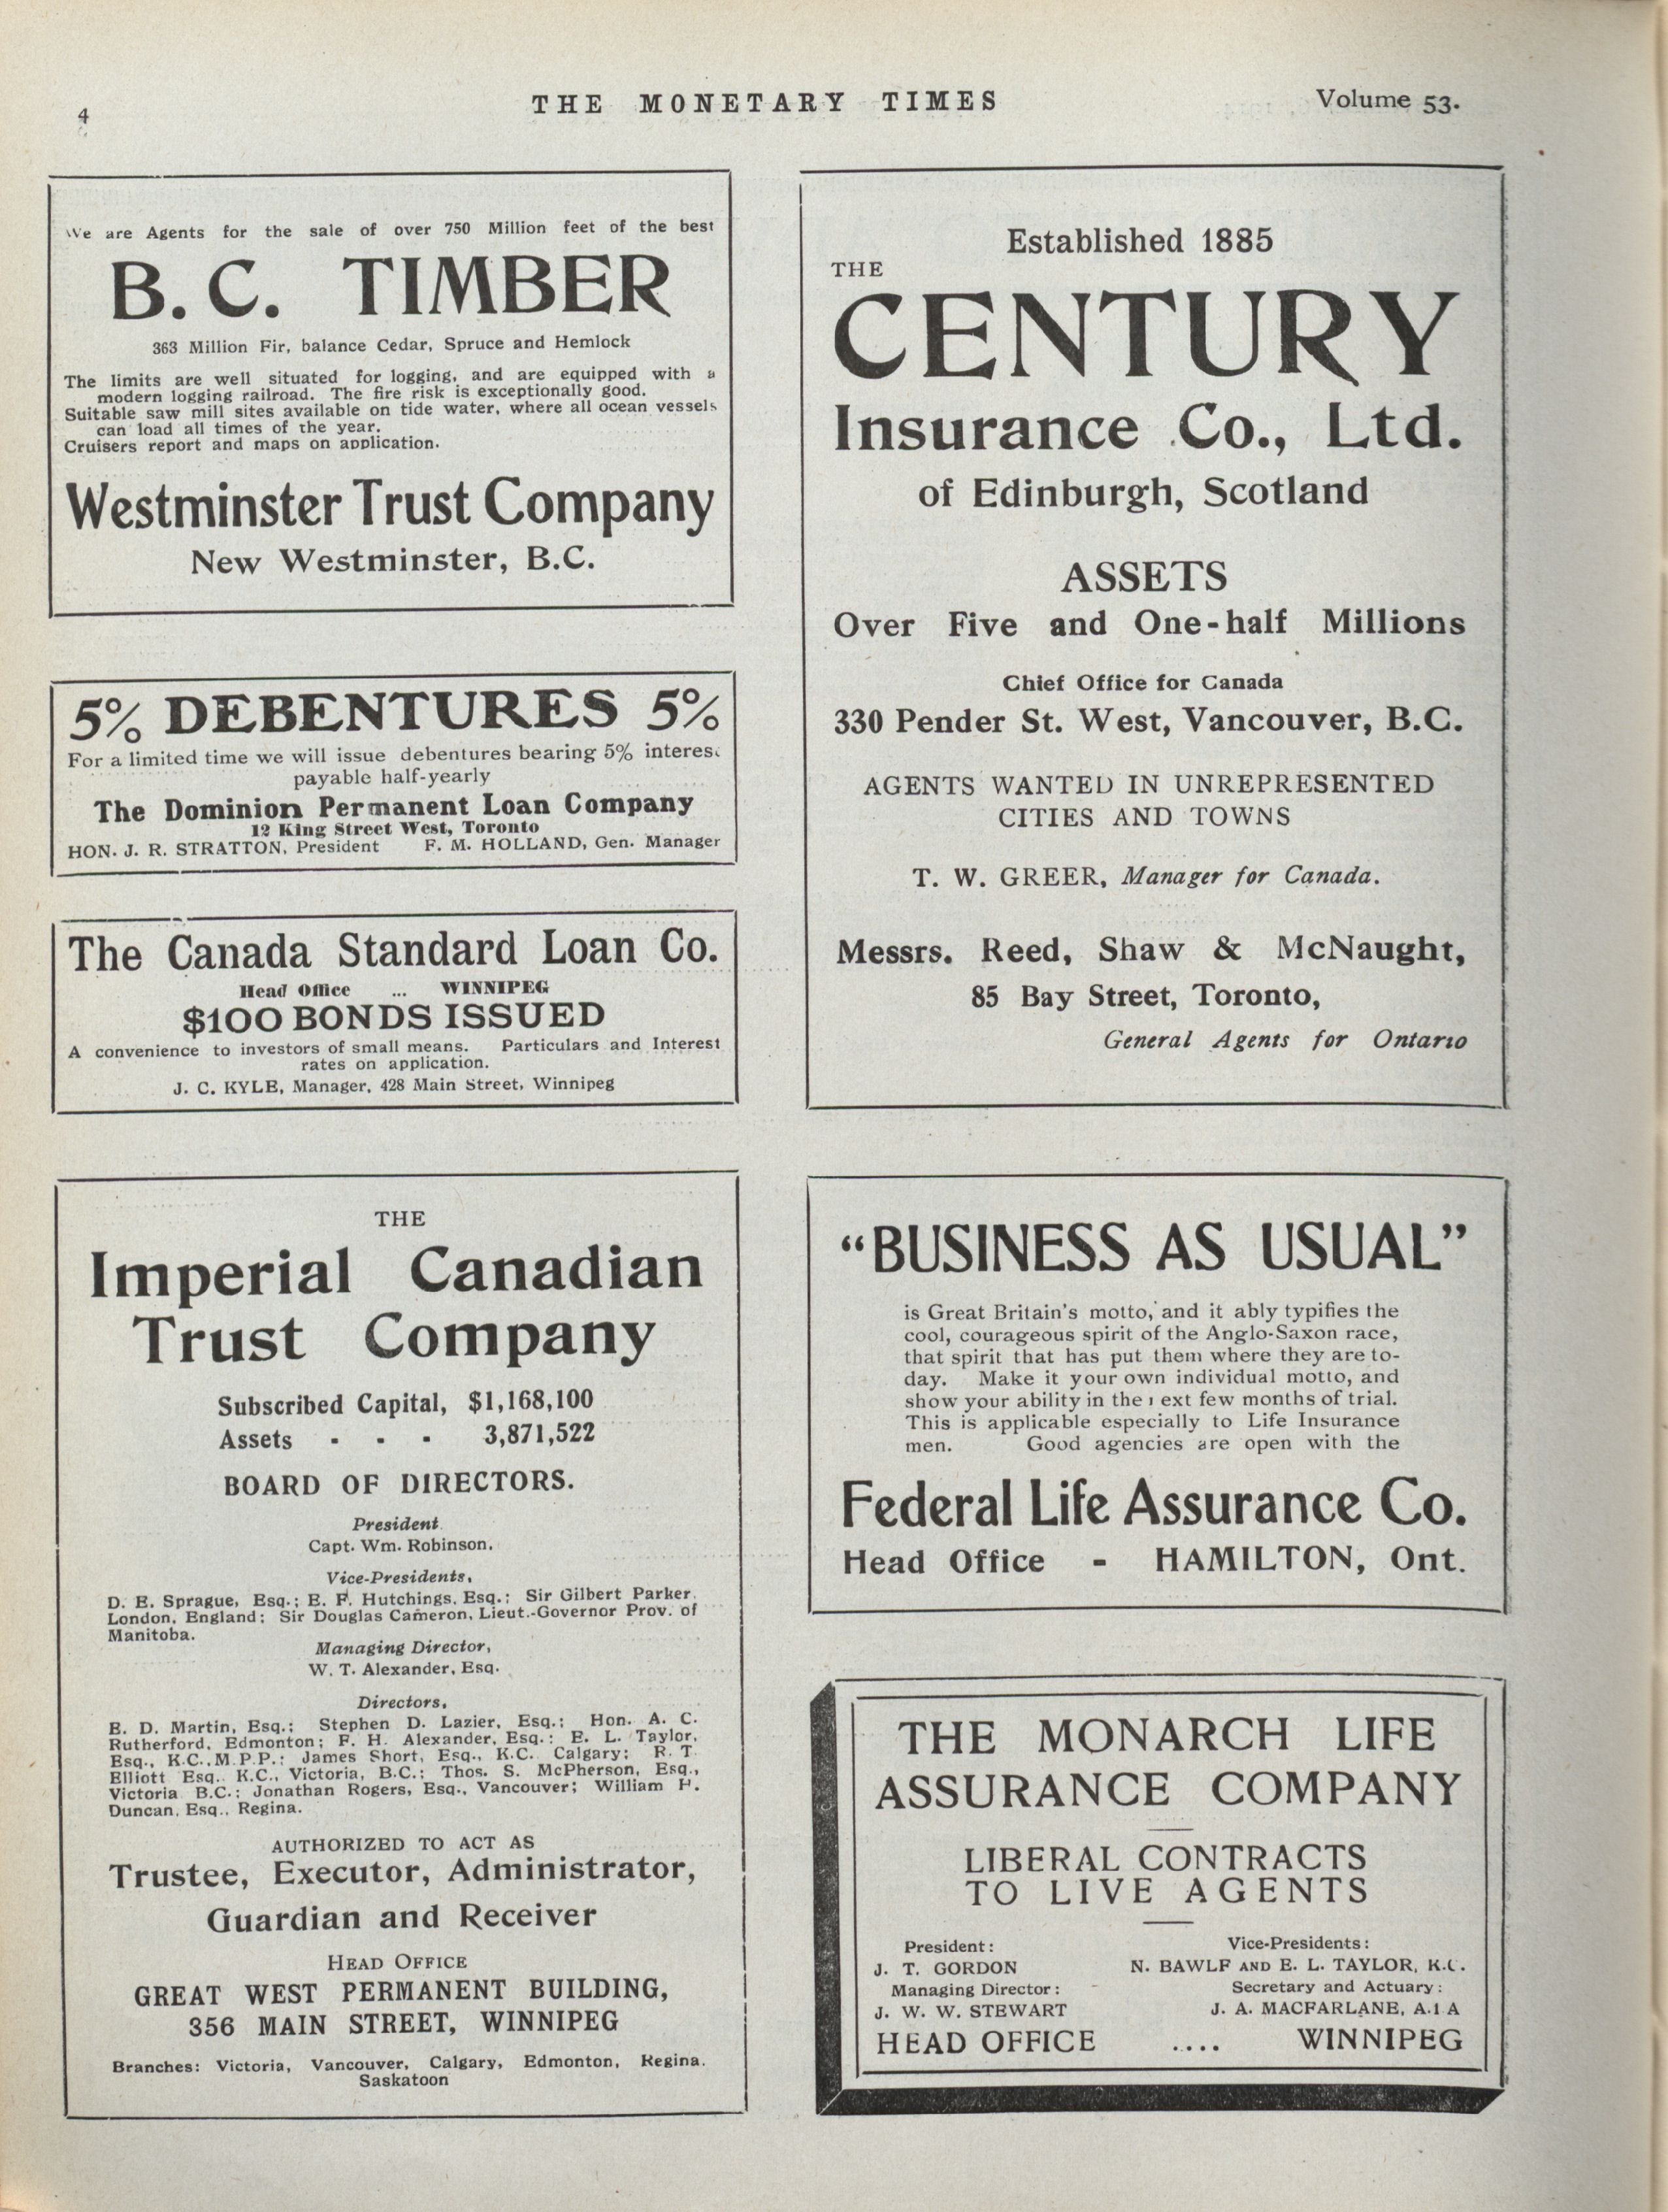 4
THE MONETARY TIMES
Volume 53.
We are Agents for the sale of over 750 Million feet of the best
B. C. TIMBER
363 Million Fir, balance Cedar, Spruce and Hemlock
The limits are well situated for logging, and are equipped with a
modern logging railroad. The fire risk is exceptionally good.
Suitable saw mill sites available on tide water, where all ocean vessels
can load all times of the year.
Cruisers report and maps on application.
Westminster Trust Company
New Westminster, B.C.
5% DEBENTURES 5%
For a limited time we will issue debentures bearing 5% interest
payable half-yearly
The Dominion Permanent Loan Company
12 King Street West, Toronto
HON. J. R. STRATTON, President F. M. HOLLAND, Gen. Manager
The Canada Standard Loan Co.
Head Office ... WINNIPEG
$100 BONDS ISSUED
A convenience to investors of small means. Particulars and Interest
rates on application.
J. C. KYLE, Manager, 428 Main Street, Winnipeg
THE
Imperial Canadian
Trust Company
Subscribed Capital, $1,168,100
Assets - - - 3,871,522
BOARD OF DIRECTORS.
President
Capt. Wm. Robinson.
Vice-Presidents,
D. E. Sprague, Esq.; E. F. Hutchings, Esq.; Sir Gilbert Parker,
London, England; Sir Douglas Cameron, Lieut.-Governor Prov. of
Manitoba.
Managing Director,
W. T. Alexander, Esq.
Directors,
E. D. Martin, Esq.; Stephen D. Lazier, Esq.; Hon. A. C.
Rutherford, Edmonton; F. H. Alexander, Esq.; E. L. Taylor,
Esq., K.C., M.P.P.; James Short, Esq., K.C. Calgary; R. T.
Elliott Esq., K.C., Victoria, B.C.; Thos. S. McPherson, Esq.,
Victoria B.C.; Jonathan Rogers, Esq., Vancouver; William H.
Duncan, Esq., Regina.
AUTHORIZED TO ACT AS
Trustee, Executor, Administrator,
Guardian and Receiver
HEAD OFFICE
GREAT WEST PERMANENT BUILDING,
356 MAIN STREET, WINNIPEG
Branches: Victoria, Vancouver, Calgary, Edmonton, Regina.
Saskatoon
Established 1885
THE
CENTURY
Insurance Co., Ltd.
of Edinburgh, Scotland
ASSETS
Over Five and One-half Millions
Chief Office for Canada
330 Pender St. West, Vancouver, B.C.
AGENTS WANTED IN UNREPRESENTED
CITIES AND TOWNS
T. W. GREER, Manager for Canada.
Messrs. Reed, Shaw & McNaught,
85 Bay Street, Toronto,
General Agents for Ontario
"BUSINESS AS USUAL"
is Great Britain's motto, and it ably typifies the
cool, courageous spirit of the Anglo-Saxon race,
that spirit that has put them where they are to-
day. Make it your own individual motto, and
show your ability in the next few months of trial.
This is applicable especially to Life Insurance
men. Good agencies are open with the
Federal Life Assurance Co.
Head Office - HAMILTON, Ont.
THE MONARCH LIFE
ASSURANCE COMPANY
LIBERAL CONTRACTS
TO LIVE AGENTS
President: Vice-Presidents:
J. T. GORDON N. BAWLF AND E. L. TAYLOR, K.C.
Managing Director: Secretary and Actuary:
J. W. W. STEWART J. A. MACFARLANE, A.I A
HEAD OFFICE .... WINNIPEG